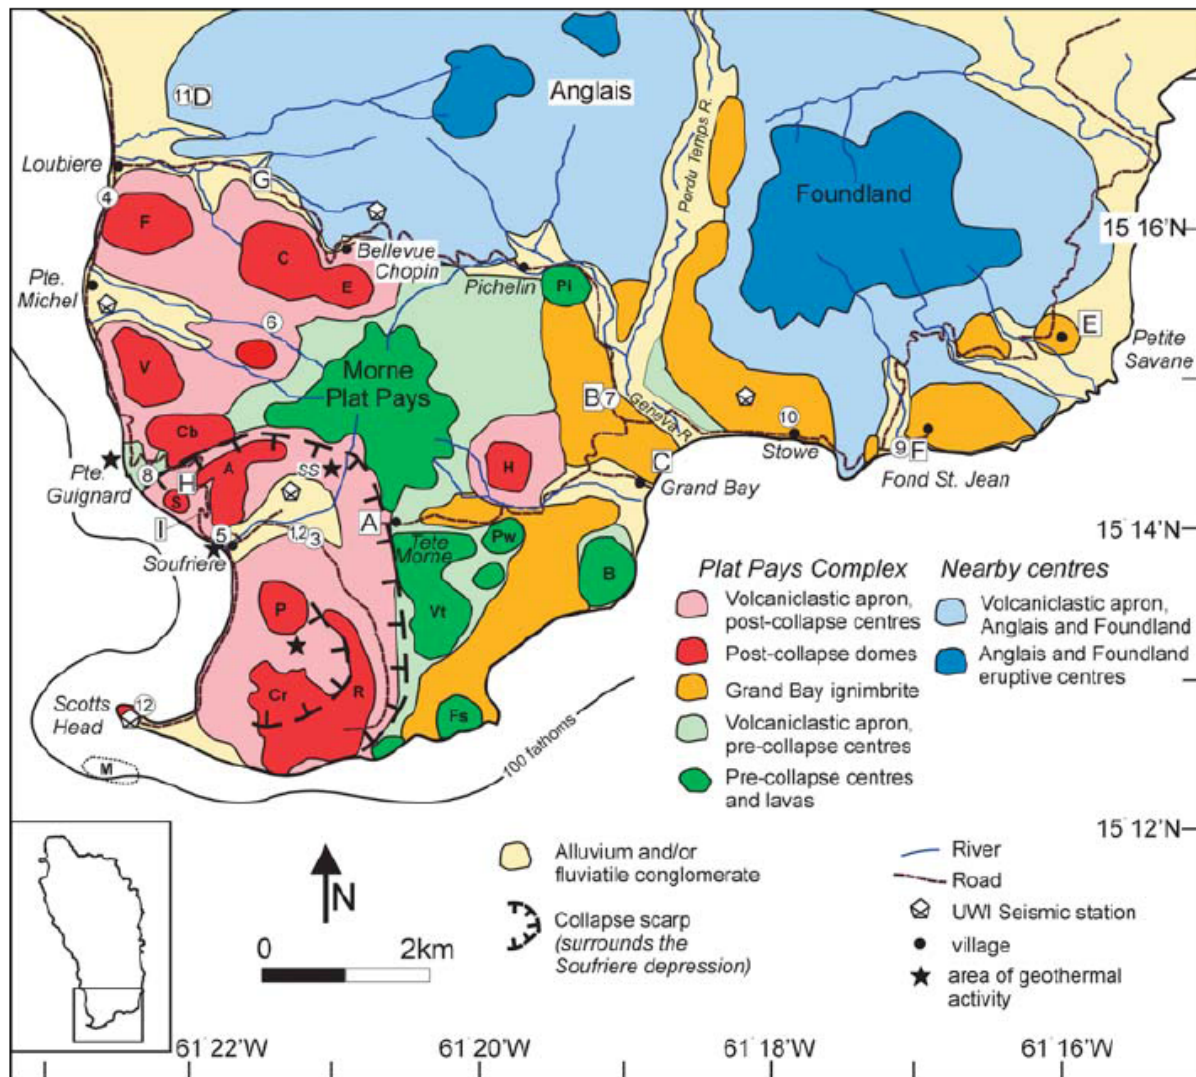 Anglais
11 D
Perdu Temps R.
Loubiere
G
4
F
Foundland
15 16'N
C
Bellevue
Chopin
E
Pichelin
Pi
Pte.
Michel
6
E
Petite
Savane
V
Morne
Plat Pays
B 7
Geneva R.
10
Stowe
Cb
A
SS
H
C
Grand Bay
9 F
Fond St. Jean
Pte.
Guignard
8
H
S
I
5
1,2 3
A
Soufriere
Tete
Morne
Pw
B
15 14'N
Vt
P
Cr
R
Fs
Scotts
Head
12
M
100 fathoms
Plat Pays Complex
Volcaniclastic apron,
post-collapse centres
Post-collapse domes
Grand Bay ignimbrite
Volcaniclastic apron,
pre-collapse centres
Pre-collapse centres
and lavas
Nearby centres
Volcaniclastic apron,
Anglais and Foundland
Anglais and Foundland
eruptive centres
15 12'N
N
0 2km
Alluvium and/or
fluviatile conglomerate
Collapse scarp
(surrounds the
Soufriere depression)
River
Road
UWI Seismic station
village
area of geothermal
activity
61 22'W
61 20'W
61 18'W
61 16'W